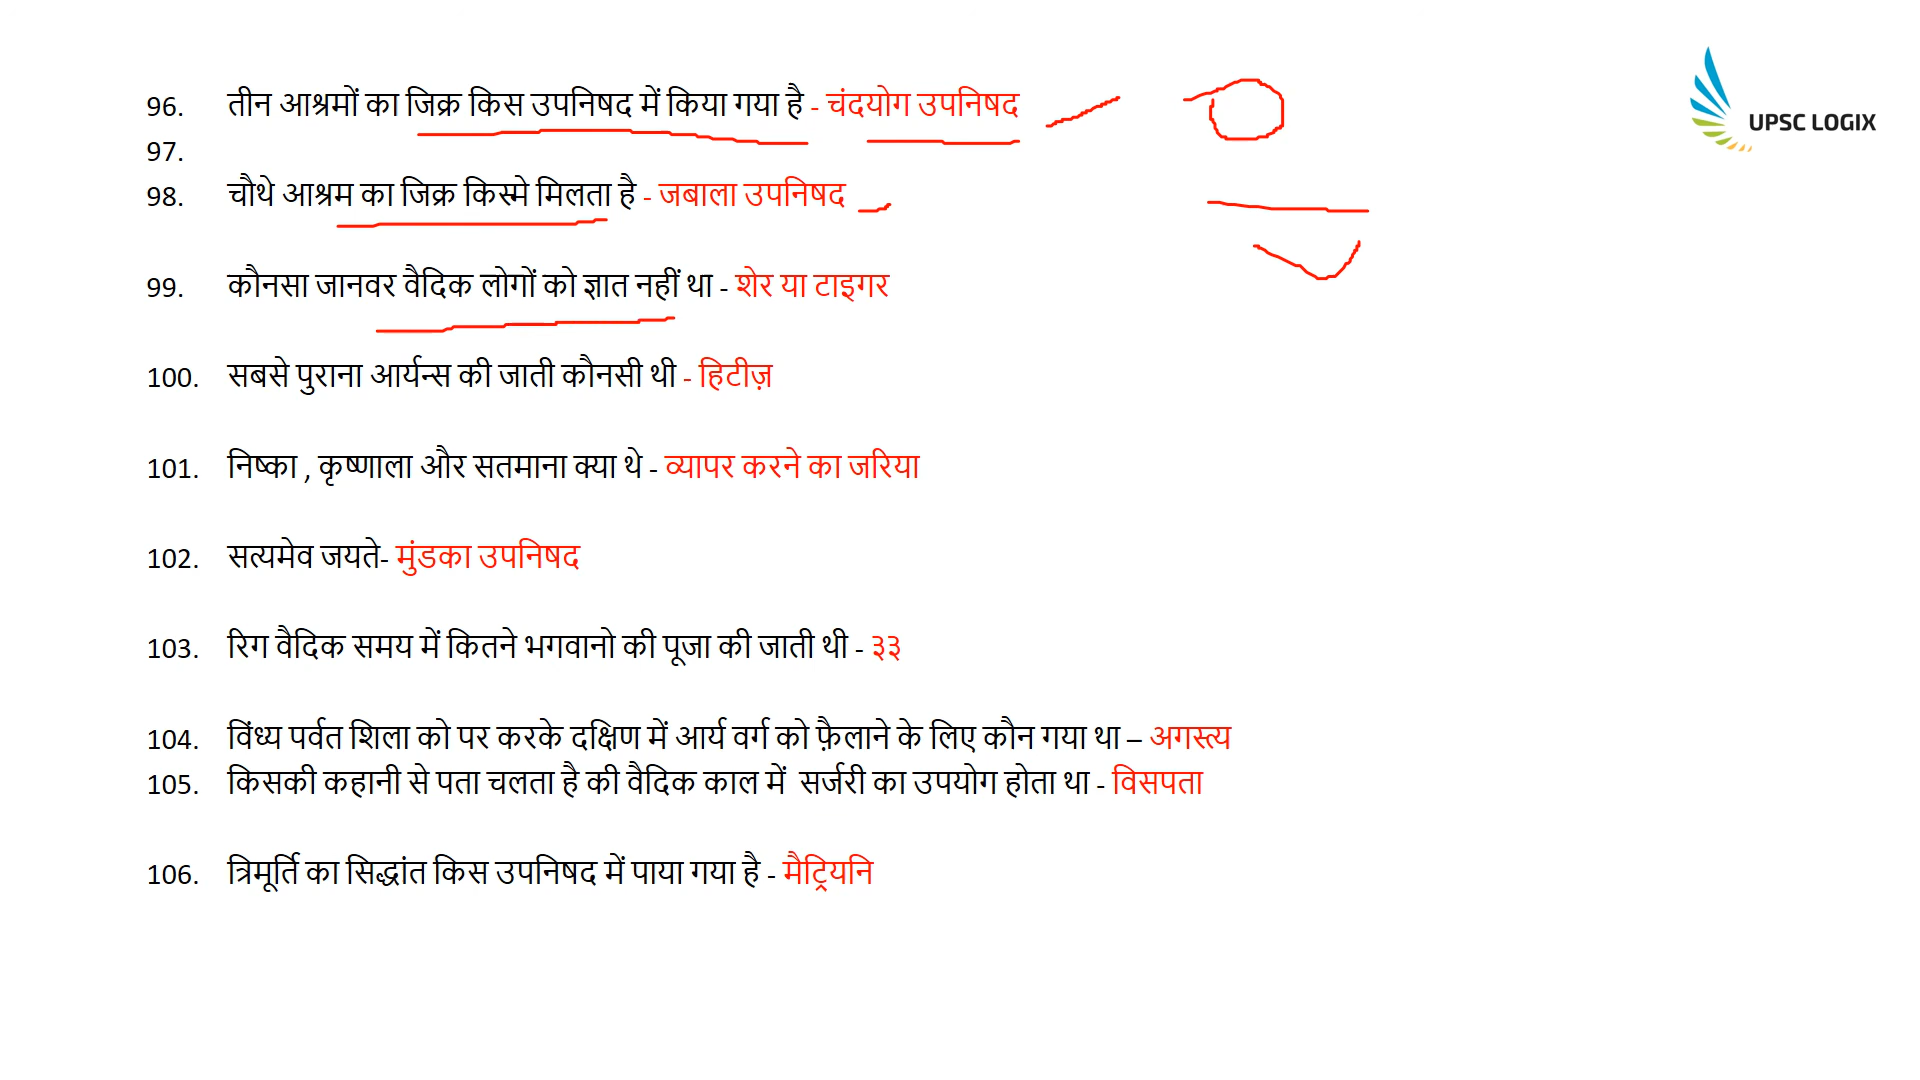 96. तीन आश्रमों का जिक्र किस उपनिषद में किया गया है - चंदयोग उपनिषद
UPSC LOGIX
97.
98. चौथे आश्रम का जिक्र किस्मे मिलता है - जबाला उपनिषद
99. कौनसा जानवर वैदिक लोगों को ज्ञात नहीं था - शेर या टाइगर
100. सबसे पुराना आर्यन्स की जाती कौनसी थी - हिटीज़
101. निष्का , कृष्णाला और सतमाना क्या थे - व्यापर करने का जरिया
102. सत्यमेव जयते- मुंडका उपनिषद
103. रिग वैदिक समय में कितने भगवानो की पूजा की जाती थी - ३३
104. विंध्य पर्वत शिला को पर करके दक्षिण में आर्य वर्ग को फ़ैलाने के लिए कौन गया था – अगस्त्य
105. किसकी कहानी से पता चलता है की वैदिक काल में सर्जरी का उपयोग होता था - विसपता
106. त्रिमूर्ति का सिद्धांत किस उपनिषद में पाया गया है - मैट्रियनि